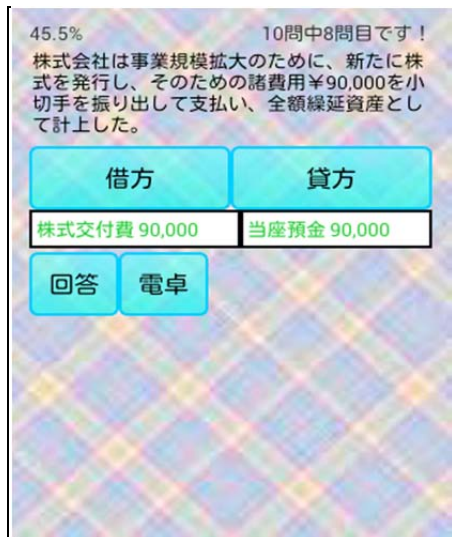 45.5% 10問中8問目です！
株式会社は事業規模拡大のために、新たに株
式を発行し、そのための諸費用￥90,000を小
切手を振り出して支払い、全額繰延資産とし
て計上した。
借方 貸方
株式交付費 90,000 当座預金 90,000
回答 電卓